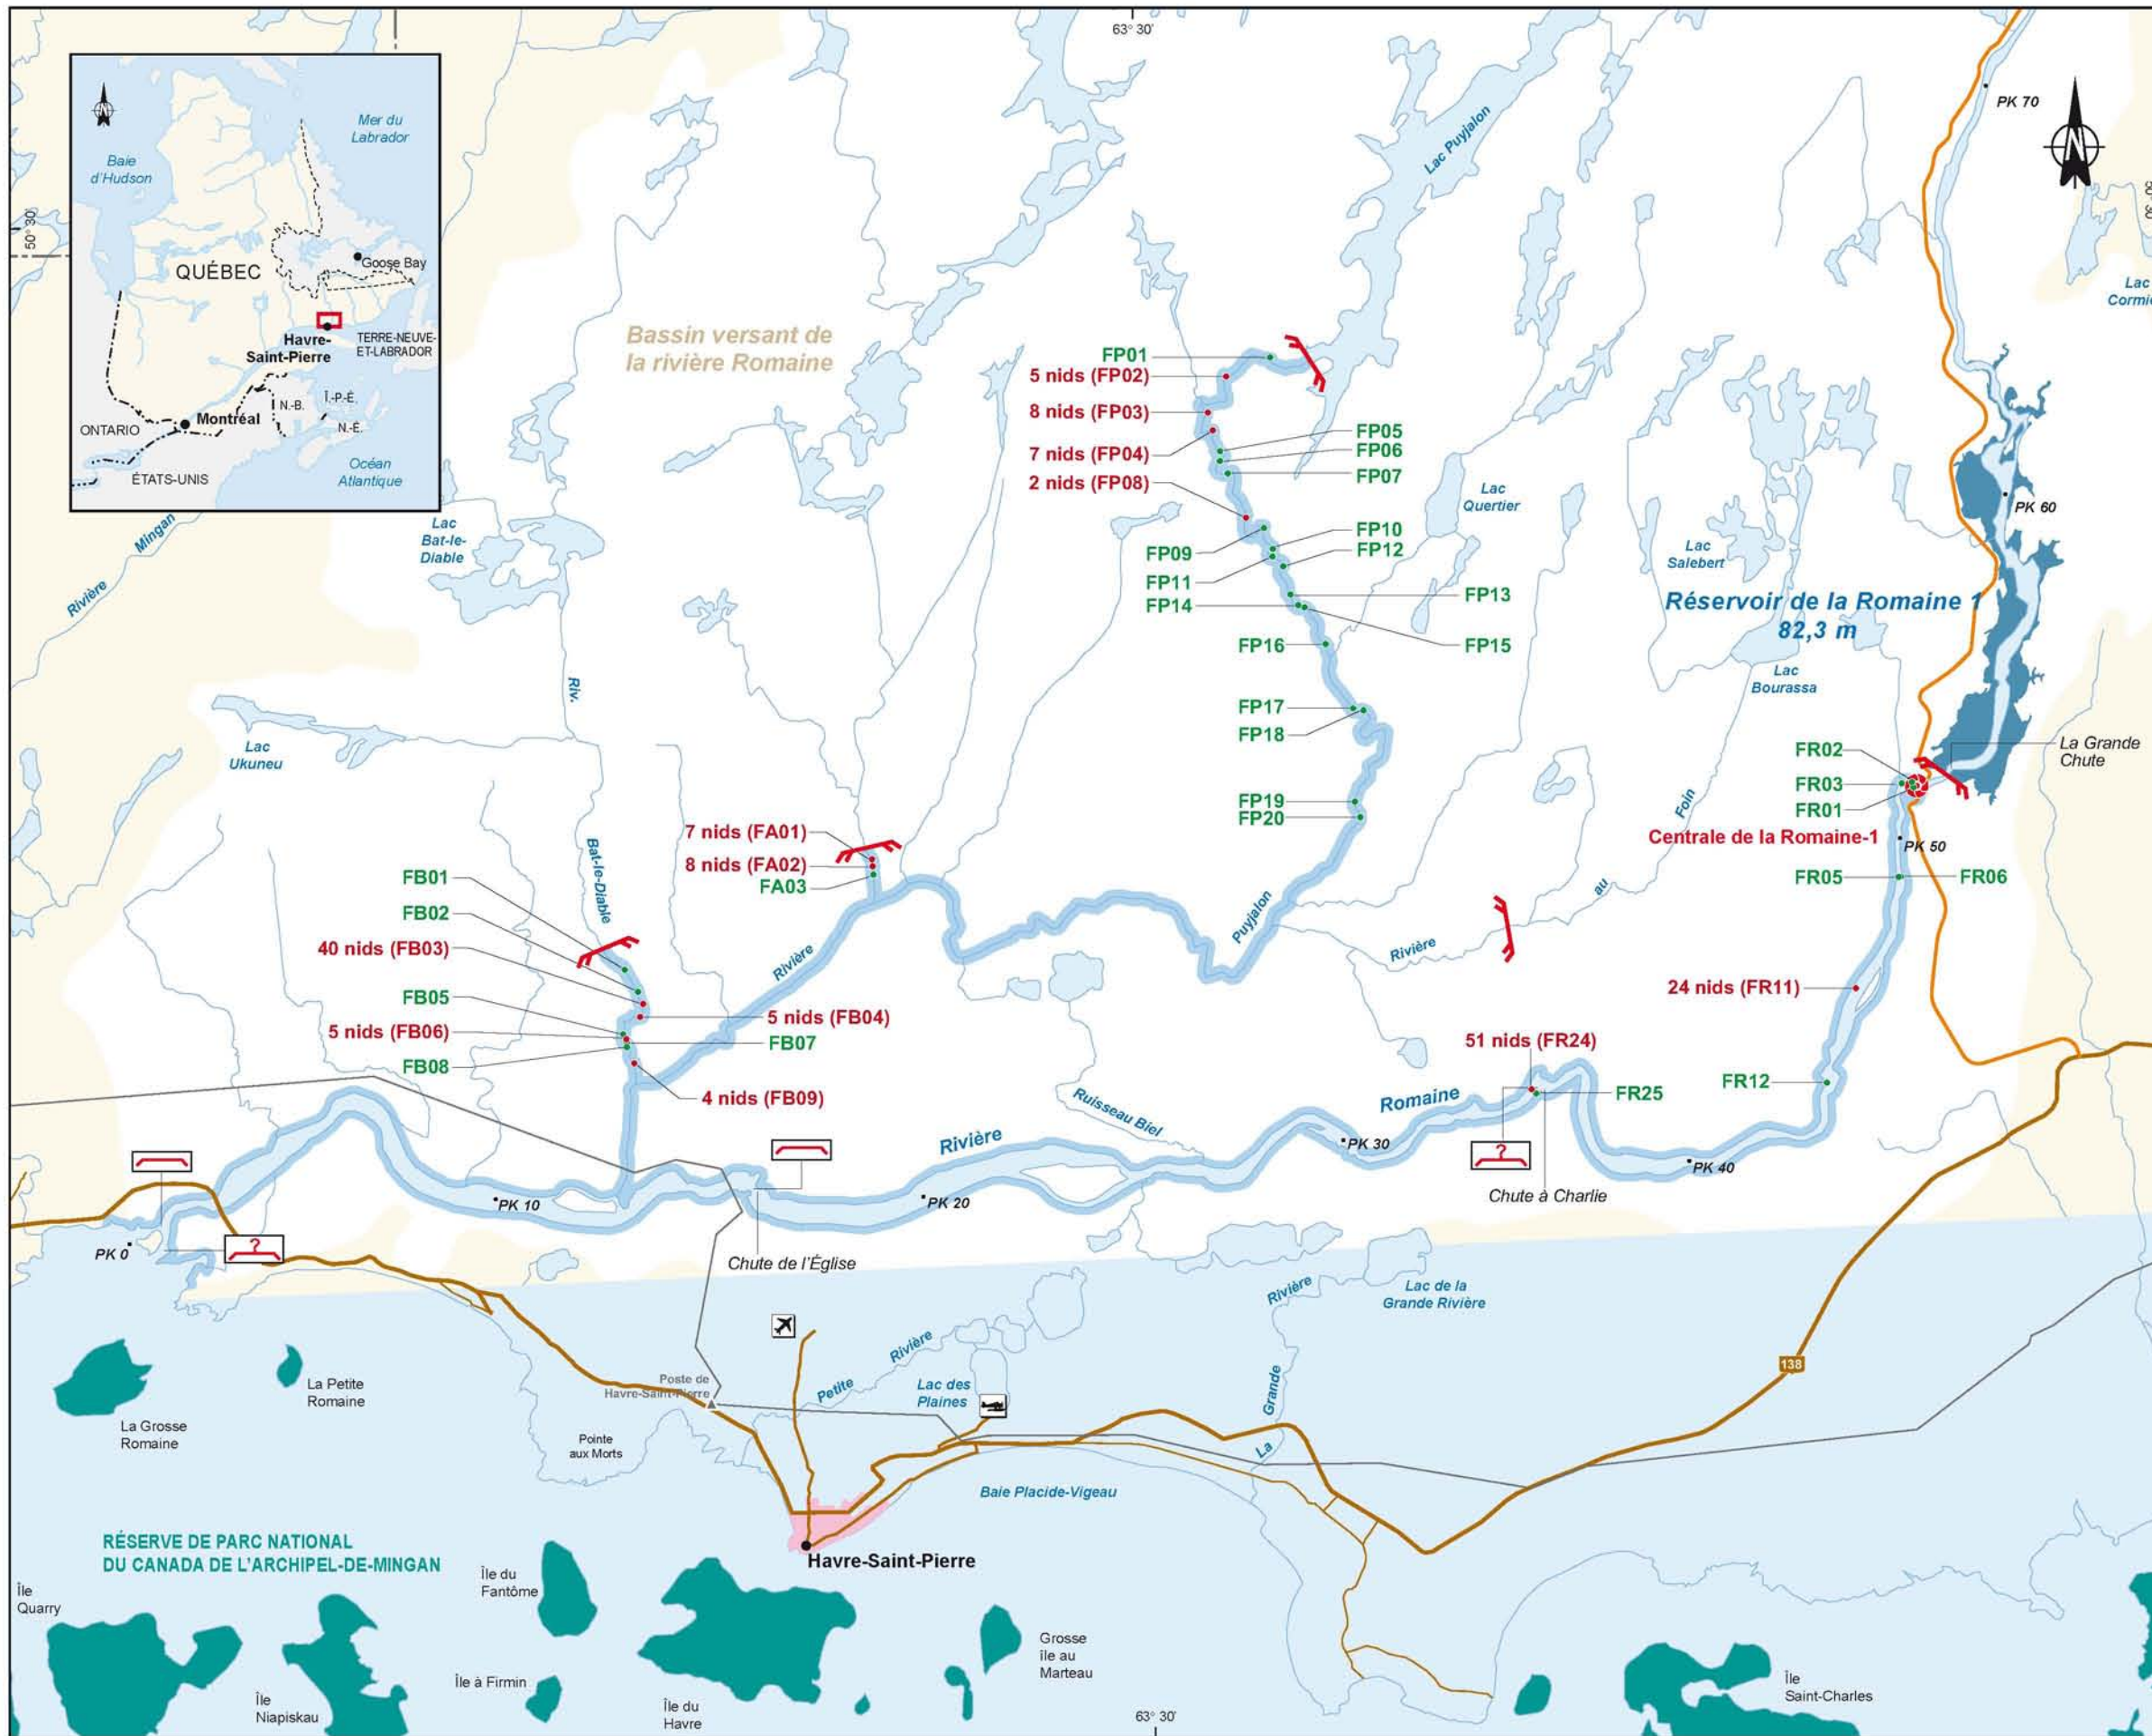 63° 30'
50° 30'
50° 30'
Mer du
Labrador
Baie
d'Hudson
QUÉBEC
Goose Bay
Havre-
Saint-Pierre
TERRE-NEUVE-
ET-LABRADOR
Î.-P.-É.
N.-B.
N.-É.
Montréal
ONTARIO
ÉTATS-UNIS
Océan
Atlantique
N
N
PK 70
Lac Puyjalon
Bassin versant de
la rivière Romaine
Lac
FP01
5 nids (FP02)
8 nids (FP03)
7 nids (FP04)
2 nids (FP08)
FP05
FP06
FP07
FP10
FP12
FP09
FP11
FP14
FP13
FP15
FP16
FP17
FP18
FP19
FP20
Lac
Quertier
Lac
Salebert
PK 60
Réservoir de la Romaine 1
82,3 m
Lac
Bourassa
Rivière
Mingan
Lac
Bat-le-
Diable
Riv.
Bat-le-Diable
Lac
Ukuneu
La Grande
Chute
FR02
FR03
FR01
Centrale de la Romaine-1
PK 50
FR05
FR06
7 nids (FA01)
8 nids (FA02)
FA03
FB01
FB02
40 nids (FB03)
FB05
5 nids (FB06)
FB08
5 nids (FB04)
FB07
4 nids (FB09)
Rivière
Puyjalon
Rivière
au
Foin
24 nids (FR11)
51 nids (FR24)
FR25
FR12
Ruisseau Biel
Rivière
Romaine
PK 30
PK 40
?
Chute à Charlie
PK 10
PK 20
PK 0
?
Chute de l'Église
Rivière
Lac de la
Grande Rivière
La
Grande
138
Petite
Rivière
Lac des
Plaines
Poste de
Havre-Saint-Pierre
La Petite
Romaine
La Grosse
Romaine
Pointe
aux Morts
Baie Placide-Vigeau
Havre-Saint-Pierre
RÉSERVE DE PARC NATIONAL
DU CANADA DE L'ARCHIPEL-DE-MINGAN
Île
Quarry
Île du
Fantôme
Île à Firmin
Île
Niapiskau
Île du
Havre
Grosse
île au
Marteau
Île
Saint-Charles
63° 30'